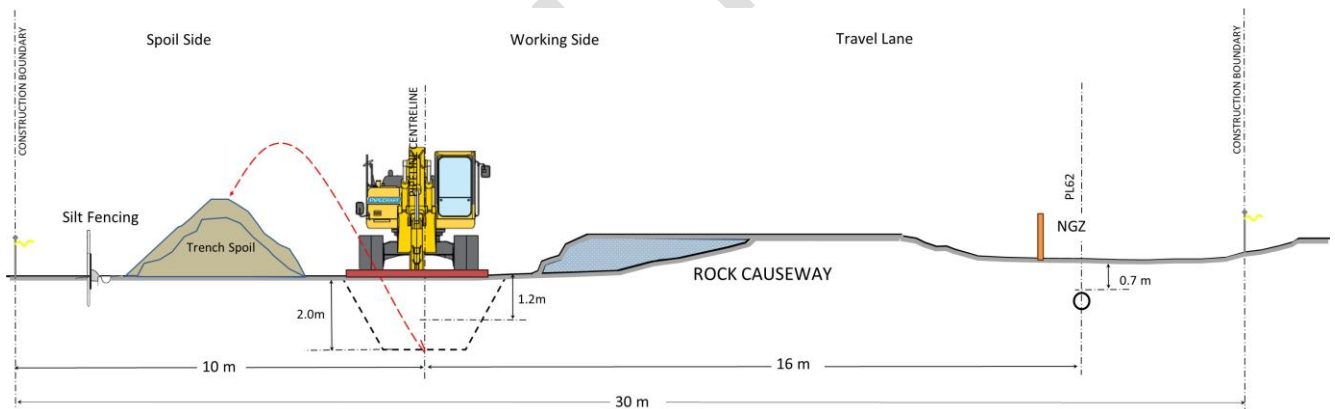 Spoil Side
Working Side
Travel Lane
CONSTRUCTION BOUNDARY
CENTRELINE
PL62
CONSTRUCTION BOUNDARY
Silt Fencing
Trench Spoil
NGZ
ROCK CAUSEWAY
0.7 m
1.2m
2.0m
10 m
16 m
30 m